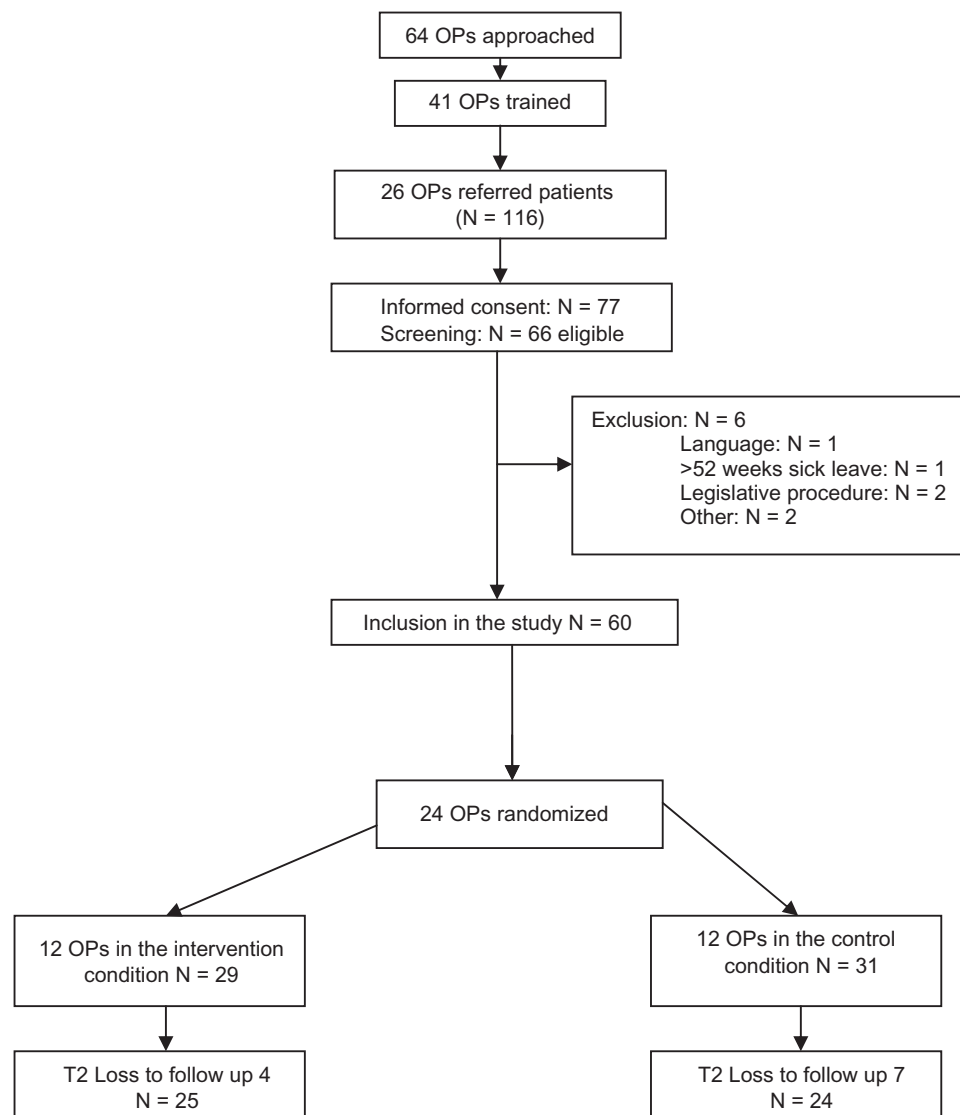 64 OPs approached
41 OPs trained
26 OPs referred patients
(N = 116)
Informed consent: N = 77
Screening: N = 66 eligible
Exclusion: N = 6
Language: N = 1
>52 weeks sick leave: N = 1
Legislative procedure: N = 2
Other: N = 2
Inclusion in the study N = 60
24 OPs randomized
12 OPs in the intervention
condition N = 29
12 OPs in the control
condition N = 31
T2 Loss to follow up 4
N = 25
T2 Loss to follow up 7
N = 24